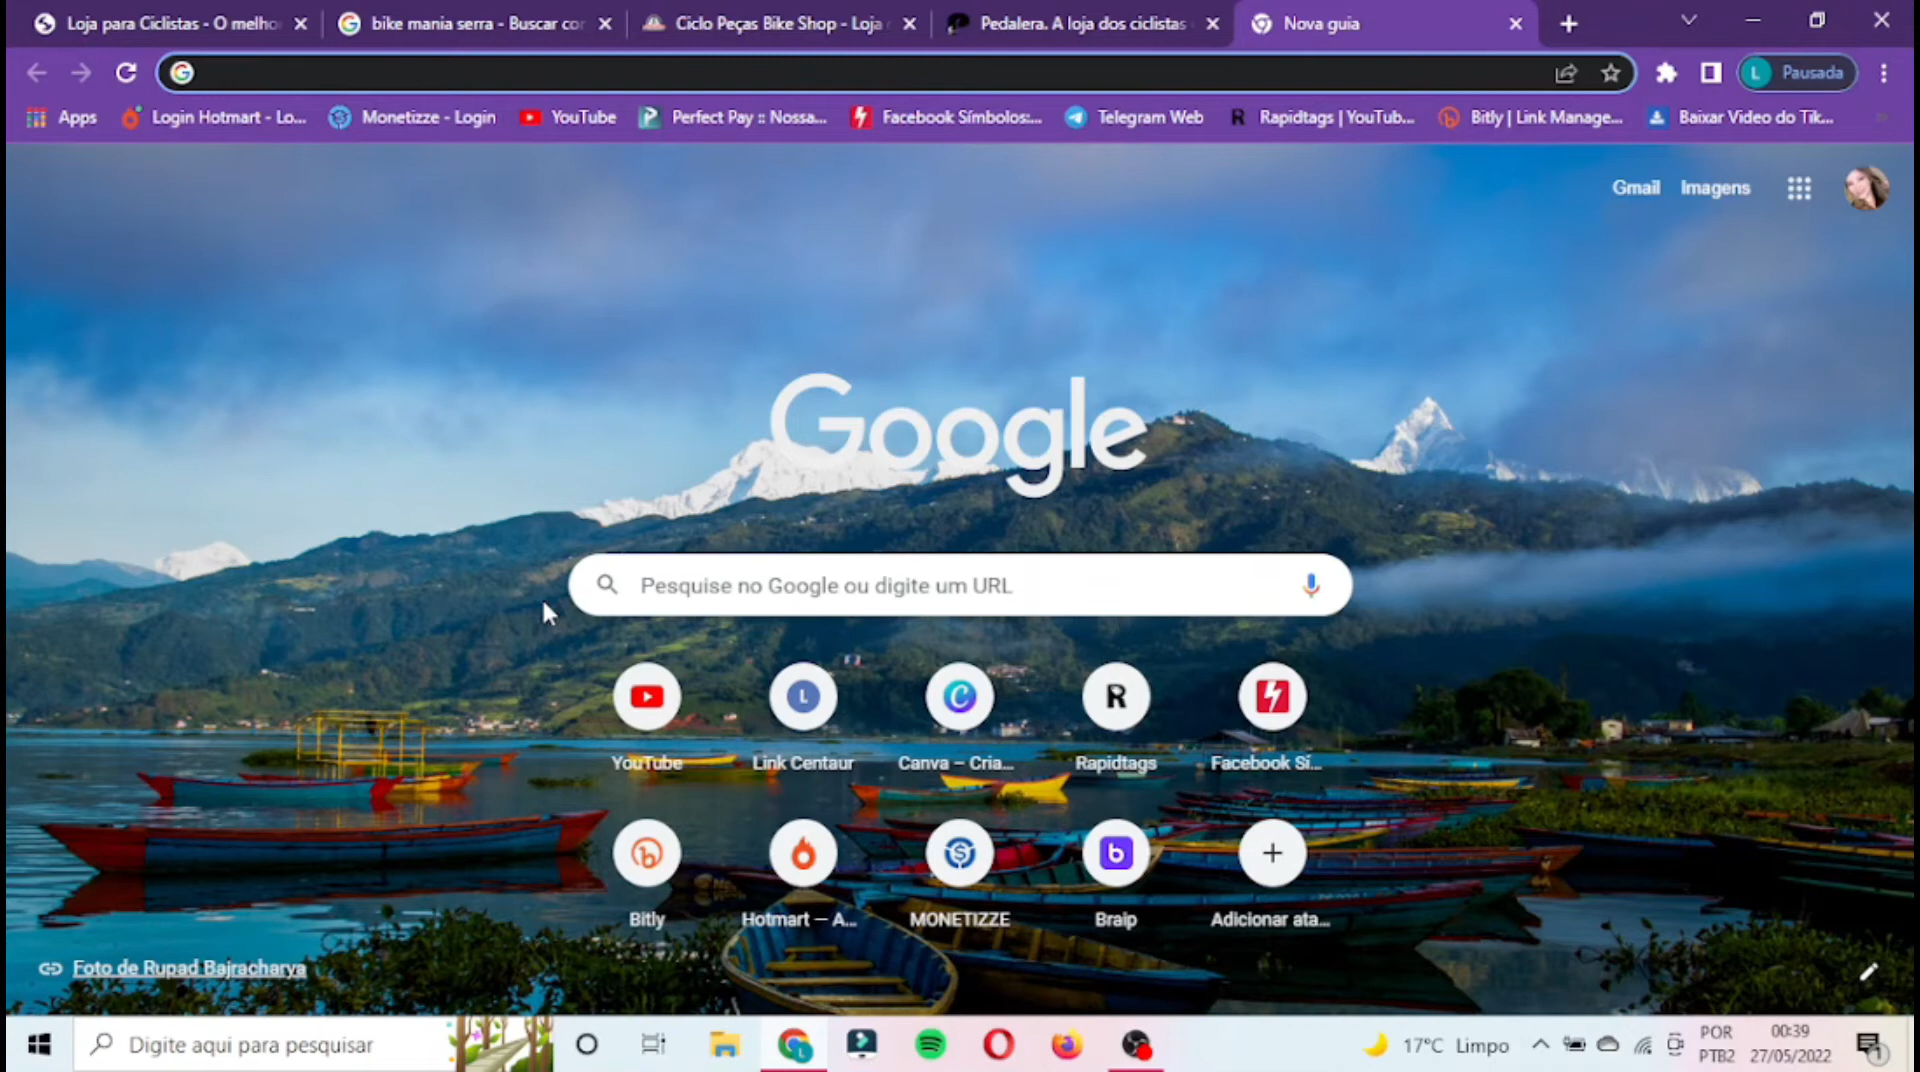 Loja para Ciclistas - O melho
bike mania serra - Buscar cor
Ciclo Peças Bike Shop - Loja
Pedalera. A loja dos ciclistas
Nova guia
L Pausada
Apps
Login Hotmart - Lo...
Monetizze - Login
YouTube
Perfect Pay :: Nossa...
Facebook Símbolos:...
Telegram Web
Rapidtags | YouTub...
Bitly | Link Manage...
Baixar Video do Tik...
Gmail Imagens
Google
Pesquise no Google ou digite um URL
YouTube
Link Centaur
Canva – Cria...
Rapidtags
Facebook Sí...
Bitly
Hotmart — A...
MONETIZZE
Braip
Adicionar ata...
Foto de Rupad Bajracharya
Digite aqui para pesquisar
17°C Limpo
POR
PTB2
00:39
27/05/2022
1